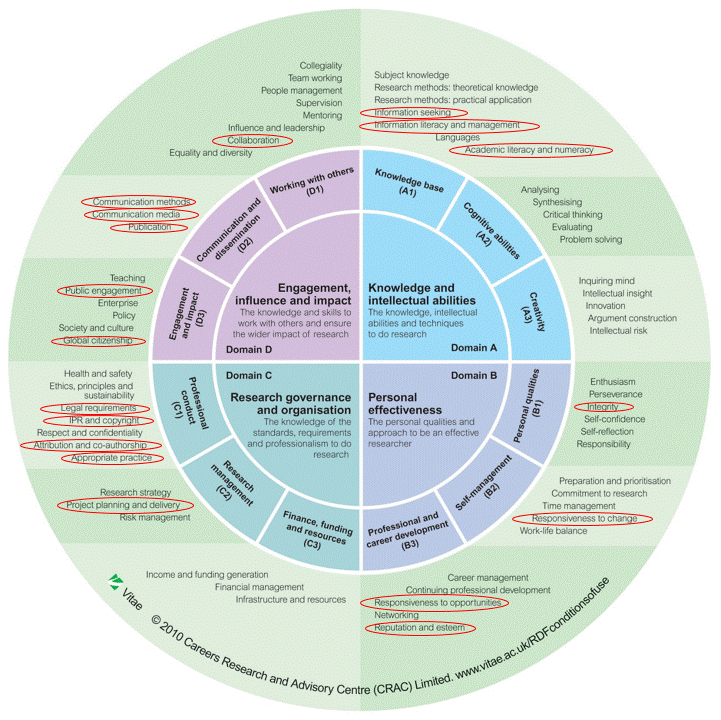 Collegiality
Team working
People management
Supervision
Mentoring
Influence and leadership
Collaboration
Equality and diversity
Subject knowledge
Research methods: theoretical knowledge
Research methods: practical application
Information seeking
Information literacy and management
Languages
Academic literacy and numeracy
Working with others
(D1)
Knowledge base
(A1)
Communication methods
Communication media
Publication
Communication and
dissemination
(D2)
Cognitive abilities
(A2)
Analysing
Synthesising
Critical thinking
Evaluating
Problem solving
Teaching
Public engagement
Enterprise
Policy
Society and culture
Global citizenship
Engagement
and impact
(D3)
Engagement,
influence and impact
The knowledge and skills to
work with others and ensure
the wider impact of research
Domain D
Knowledge and
intellectual abilities
The knowledge, intellectual
abilities and techniques
to do research
Domain A
Creativity
(A3)
Inquiring mind
Intellectual insight
Innovation
Argument construction
Intellectual risk
Health and safety
Ethics, principles and
sustainability
Legal requirements
IPR and copyright
Respect and confidentiality
Attribution and co-authorship
Appropriate practice
Professional
conduct
(C1)
Domain C
Research governance
and organisation
The knowledge of the
standards, requirements
and professionalism to do
research
Domain B
Personal
effectiveness
The personal qualities and
approach to be an effective
researcher
Personal qualities
(B1)
Enthusiasm
Perseverance
Integrity
Self-confidence
Self-reflection
Responsibility
Research strategy
Project planning and delivery
Risk management
Research
management
(C2)
Self-management
(B2)
Preparation and prioritisation
Commitment to research
Time management
Responsiveness to change
Work-life balance
Finance, funding
and resources
(C3)
Professional and
career development
(B3)
Income and funding generation
Financial management
Infrastructure and resources
Career management
Continuing professional development
Responsiveness to opportunities
Networking
Reputation and esteem
Vitae
© 2010 Careers Research and Advisory Centre (CRAC) Limited. www.vitae.ac.uk/RDFconditionsofuse